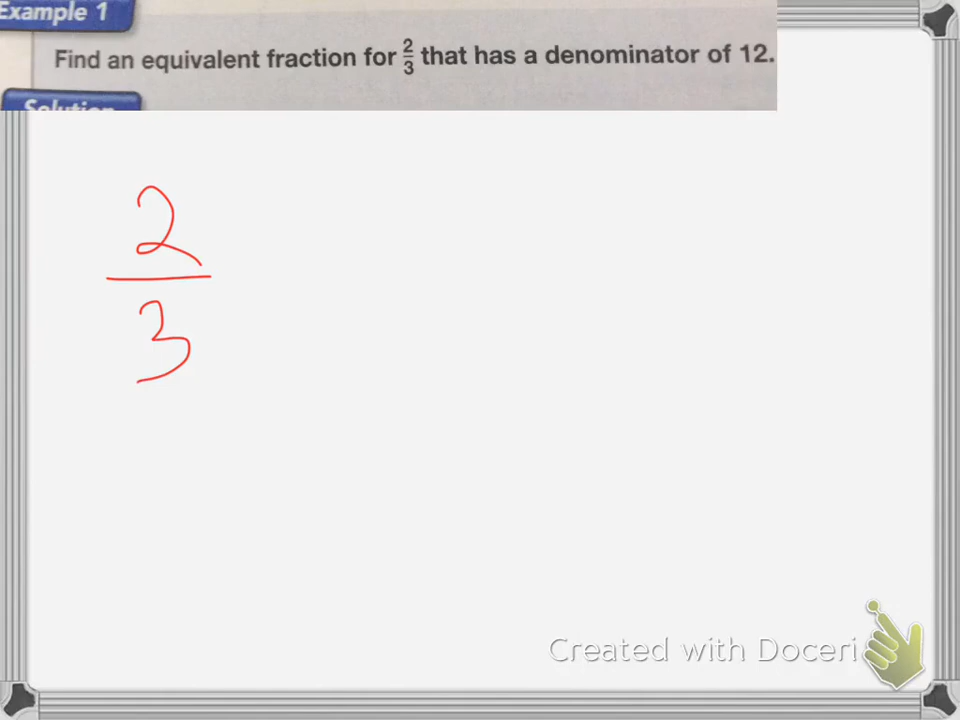 Example 1
Find an equivalent fraction for 2/3 that has a denominator of 12.
Solution
2
3
Created with Doceri